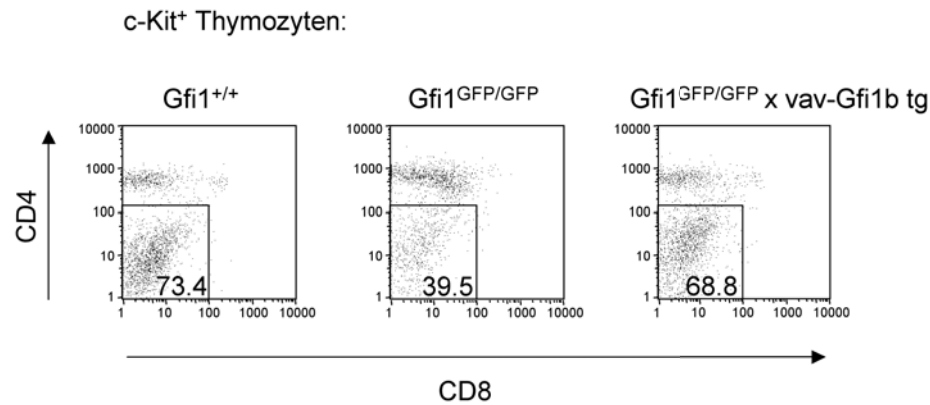 c-Kit⁺ Thymozyten:
Gfi1⁺/⁺ Gfi1ᴳᶠᴾ/ᴳᶠᴾ Gfi1ᴳᶠᴾ/ᴳᶠᴾ x vav-Gfi1b tg
CD4
10000 10000 10000
1000 1000 1000
100 100 100
10 10 10
1 73.4 1 39.5 1 68.8
1 10 100 1000 10000 1 10 100 1000 10000 1 10 100 1000 10000
CD8